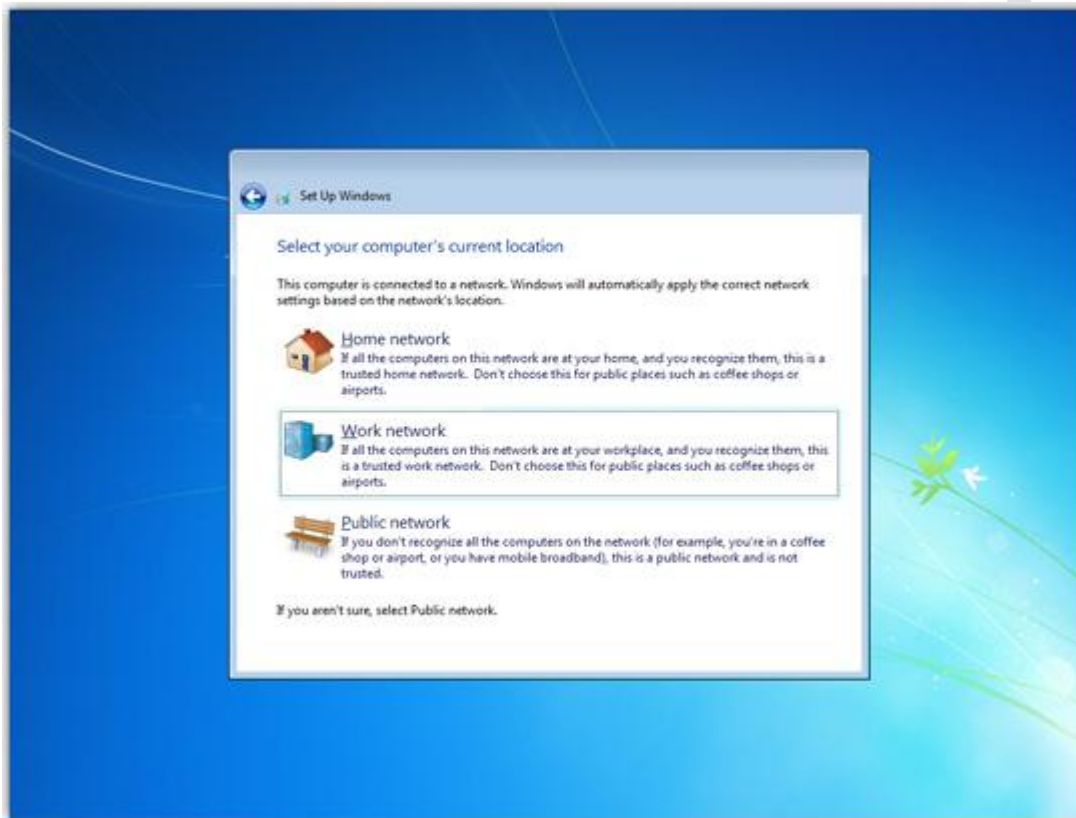 Set Up Windows
Select your computer's current location
This computer is connected to a network. Windows will automatically apply the correct network
settings based on the network's location.
Home network
If all the computers on this network are at your home, and you recognize them, this is a
trusted home network. Don't choose this for public places such as coffee shops or
airports.
Work network
If all the computers on this network are at your workplace, and you recognize them, this
is a trusted work network. Don't choose this for public places such as coffee shops or
airports.
Public network
If you don't recognize all the computers on the network (for example, you're in a coffee
shop or airport, or you have mobile broadband), this is a public network and is not
trusted.
If you aren't sure, select Public network.